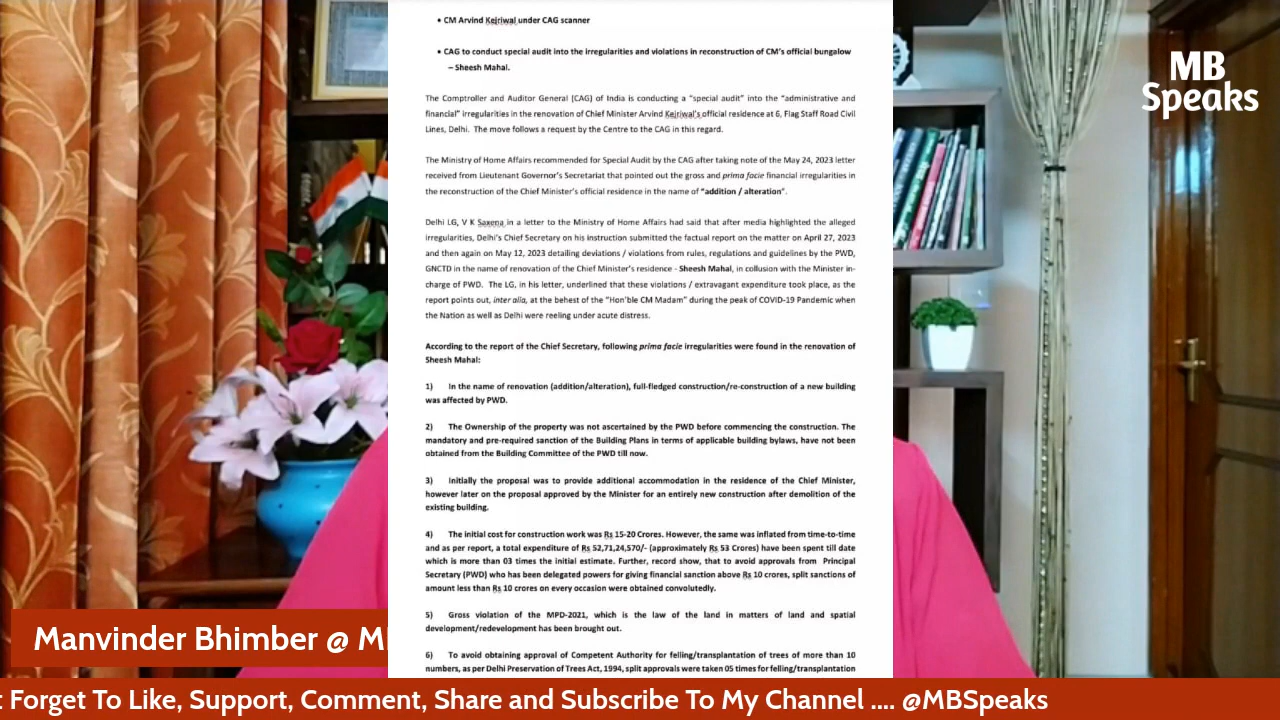 • CM Arvind Kejriwal under CAG scanner
• CAG to conduct special audit into the irregularities and violations in reconstruction of CM's official bungalow
– Sheesh Mahal.
The Comptroller and Auditor General (CAG) of India is conducting a "special audit" into the "administrative and
financial" irregularities in the renovation of Chief Minister Arvind Kejriwal's official residence at 6, Flag Staff Road Civil
Lines, Delhi. The move follows a request by the Centre to the CAG in this regard.
The Ministry of Home Affairs recommended for Special Audit by the CAG after taking note of the May 24, 2023 letter
received from Lieutenant Governor's Secretariat that pointed out the gross and prima facie financial irregularities in
the reconstruction of the Chief Minister's official residence in the name of "addition / alteration".
Delhi LG, V K Saxena in a letter to the Ministry of Home Affairs had said that after media highlighted the alleged
irregularities, Delhi's Chief Secretary on his instruction submitted the factual report on the matter on April 27, 2023
and then again on May 12, 2023 detailing deviations / violations from rules, regulations and guidelines by the PWD,
GNCTD in the name of renovation of the Chief Minister's residence - Sheesh Mahal, in collusion with the Minister in-
charge of PWD. The LG, in his letter, underlined that these violations / extravagant expenditure took place, as the
report points out, inter alia, at the behest of the "Hon'ble CM Madam" during the peak of COVID-19 Pandemic when
the Nation as well as Delhi were reeling under acute distress.
According to the report of the Chief Secretary, following prima facie irregularities were found in the renovation of
Sheesh Mahal:
1) In the name of renovation (addition/alteration), full-fledged construction/re-construction of a new building
was affected by PWD.
2) The Ownership of the property was not ascertained by the PWD before commencing the construction. The
mandatory and pre-required sanction of the Building Plans in terms of applicable building bylaws, have not been
obtained from the Building Committee of the PWD till now.
3) Initially the proposal was to provide additional accommodation in the residence of the Chief Minister,
however later on the proposal approved by the Minister for an entirely new construction after demolition of the
existing building.
4) The initial cost for construction work was Rs 15-20 Crores. However, the same was inflated from time-to-time
and as per report, a total expenditure of Rs 52,71,24,570/- (approximately Rs 53 Crores) have been spent till date
which is more than 03 times the initial estimate. Further, record show, that to avoid approvals from Principal
Secretary (PWD) who has been delegated powers for giving financial sanction above Rs 10 crores, split sanctions of
amount less than Rs 10 crores on every occasion were obtained convolutedly.
5) Gross violation of the MPD-2021, which is the law of the land in matters of land and spatial
development/redevelopment has been brought out.
6) To avoid obtaining approval of Competent Authority for felling/transplantation of trees of more than 10
numbers, as per Delhi Preservation of Trees Act, 1994, split approvals were taken 05 times for felling/transplantation
MB
Speaks
Manvinder Bhimber @ M
Forget To Like, Support, Comment, Share and Subscribe To My Channel .... @MBSpeaks